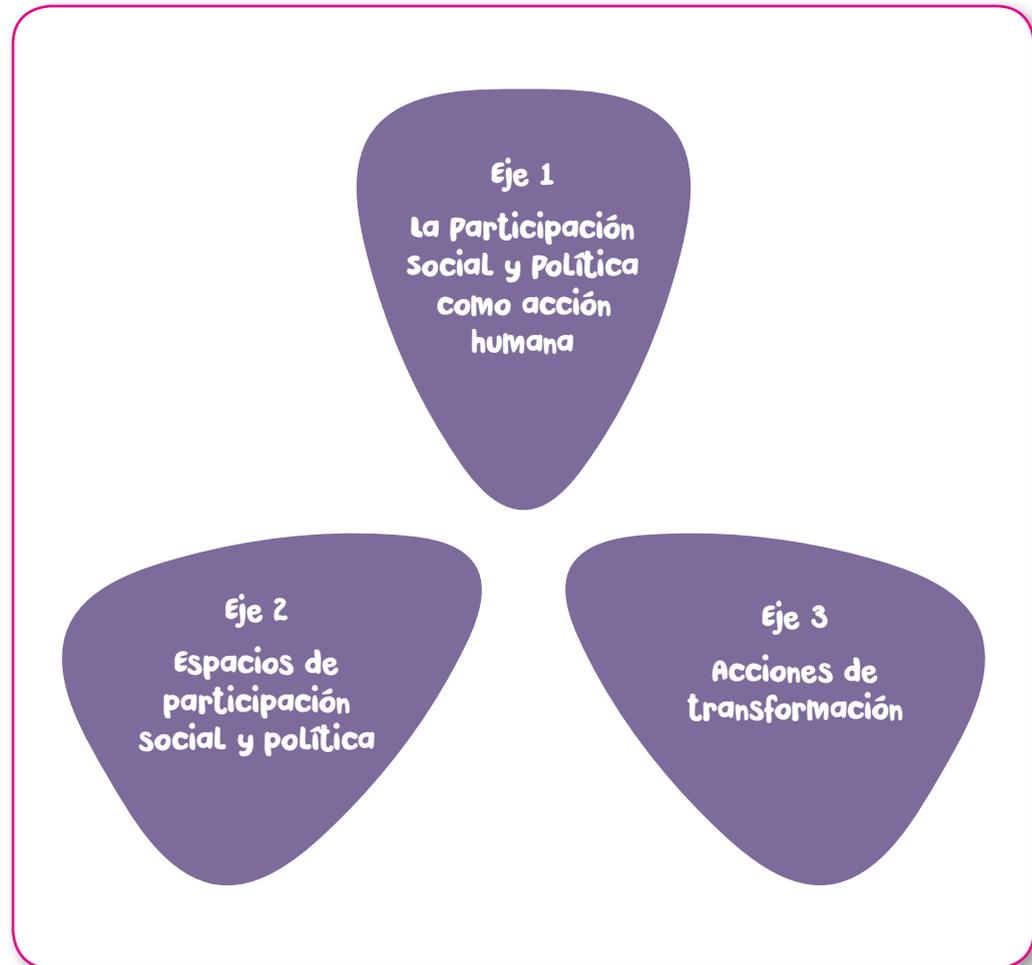 Eje 1
La Participación
social y Política
como acción
humana
Eje 2
Espacios de
participación
social y política
Eje 3
Acciones de
transformación